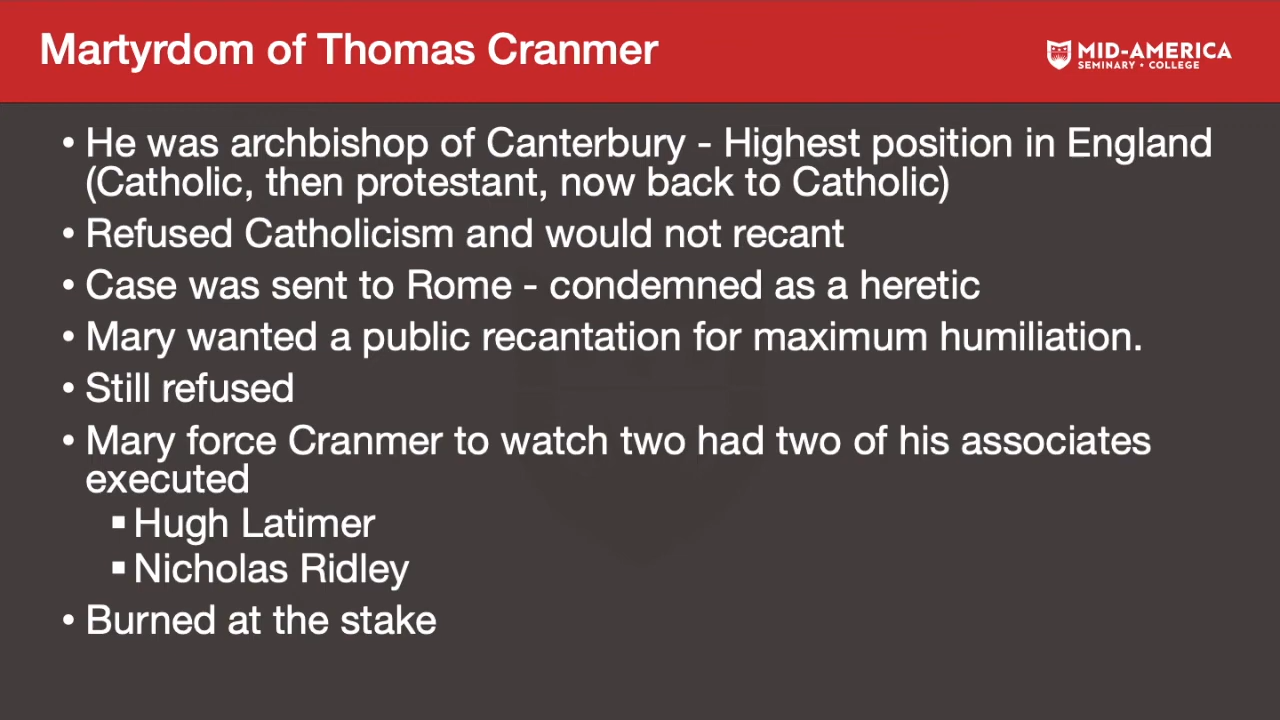 Martyrdom of Thomas Cranmer
MID-AMERICA
SEMINARY • COLLEGE
• He was archbishop of Canterbury - Highest position in England
(Catholic, then protestant, now back to Catholic)
• Refused Catholicism and would not recant
• Case was sent to Rome - condemned as a heretic
• Mary wanted a public recantation for maximum humiliation.
• Still refused
• Mary force Cranmer to watch two had two of his associates
executed
▪ Hugh Latimer
▪ Nicholas Ridley
• Burned at the stake